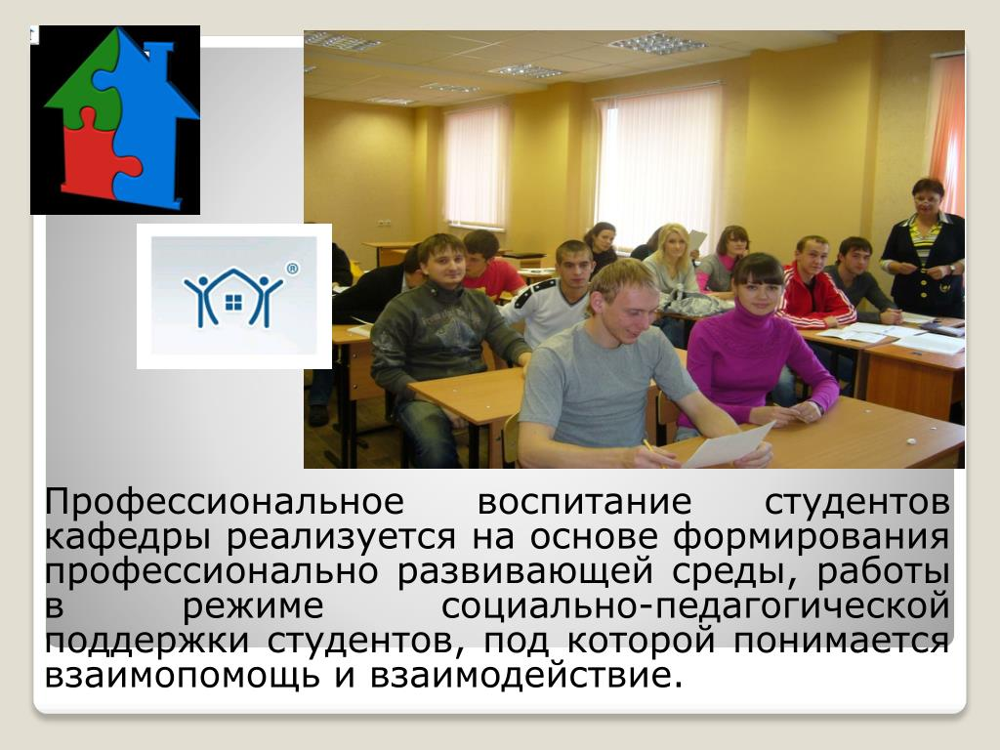 ®
Профессиональное воспитание студентов
кафедры реализуется на основе формирования
профессионально развивающей среды, работы
в режиме социально-педагогической
поддержки студентов, под которой понимается
взаимопомощь и взаимодействие.